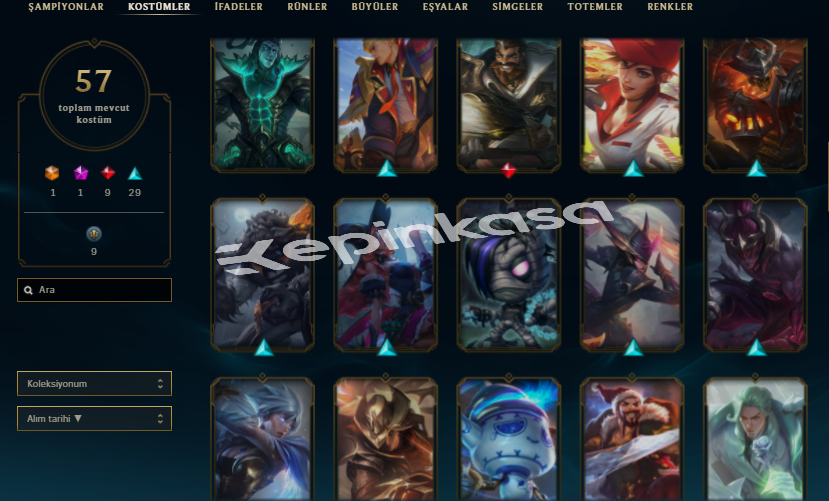 ŞAMPİYONLAR KOSTÜMLER İFADELER RÜNLER BÜYÜLER EŞYALAR SİMGELER TOTEMLER RENKLER
57
toplam mevcut
kostüm
1 1 9 29
9
epinkasa
Ara
Koleksiyonum
Alım tarihi ▼